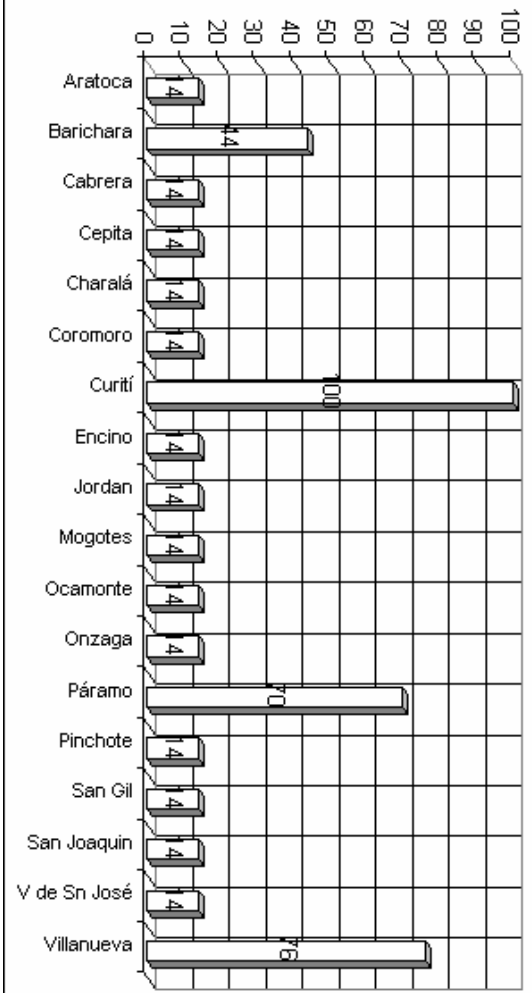 0 10 20 30 40 50 60 70 80 90 100
Aratoca 14
Barichara 44
Cabrera 14
Cepita 14
Charalá 14
Coromoro 14
Curití 100
Encino 14
Jordan 14
Mogotes 14
Ocamonte 14
Onzaga 14
Páramo 70
Pinchote 14
San Gil 14
San Joaquin 14
V de Sn José 14
Villanueva 76